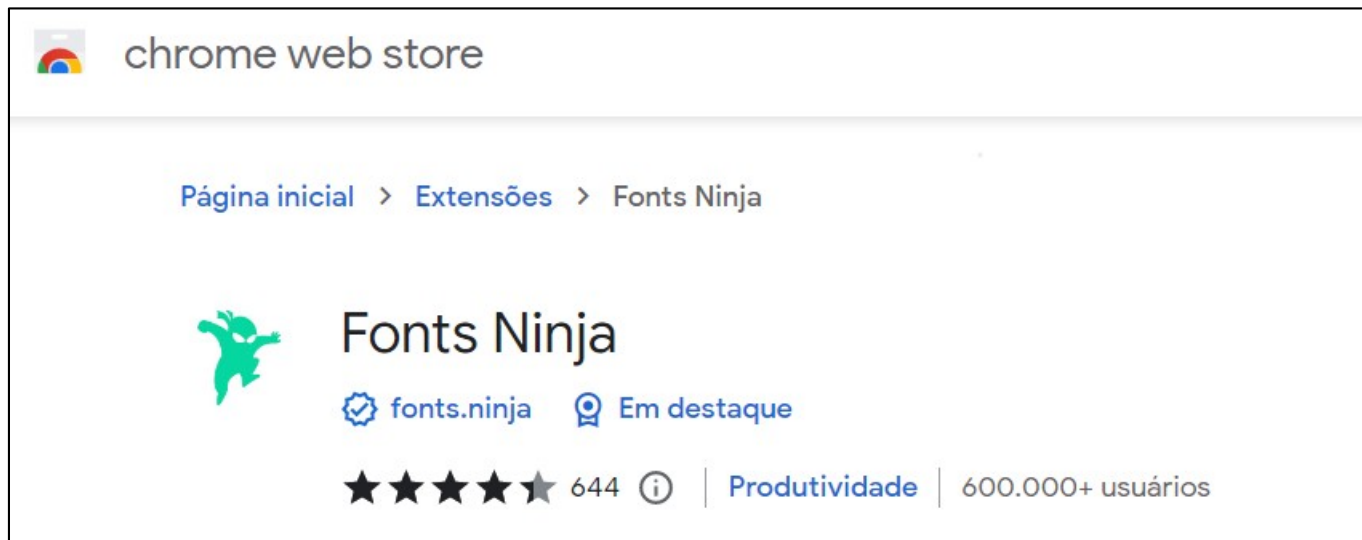 chrome web store
Página inicial > Extensões > Fonts Ninja
Fonts Ninja
fonts.ninja Em destaque
644 Produtividade 600.000+ usuários